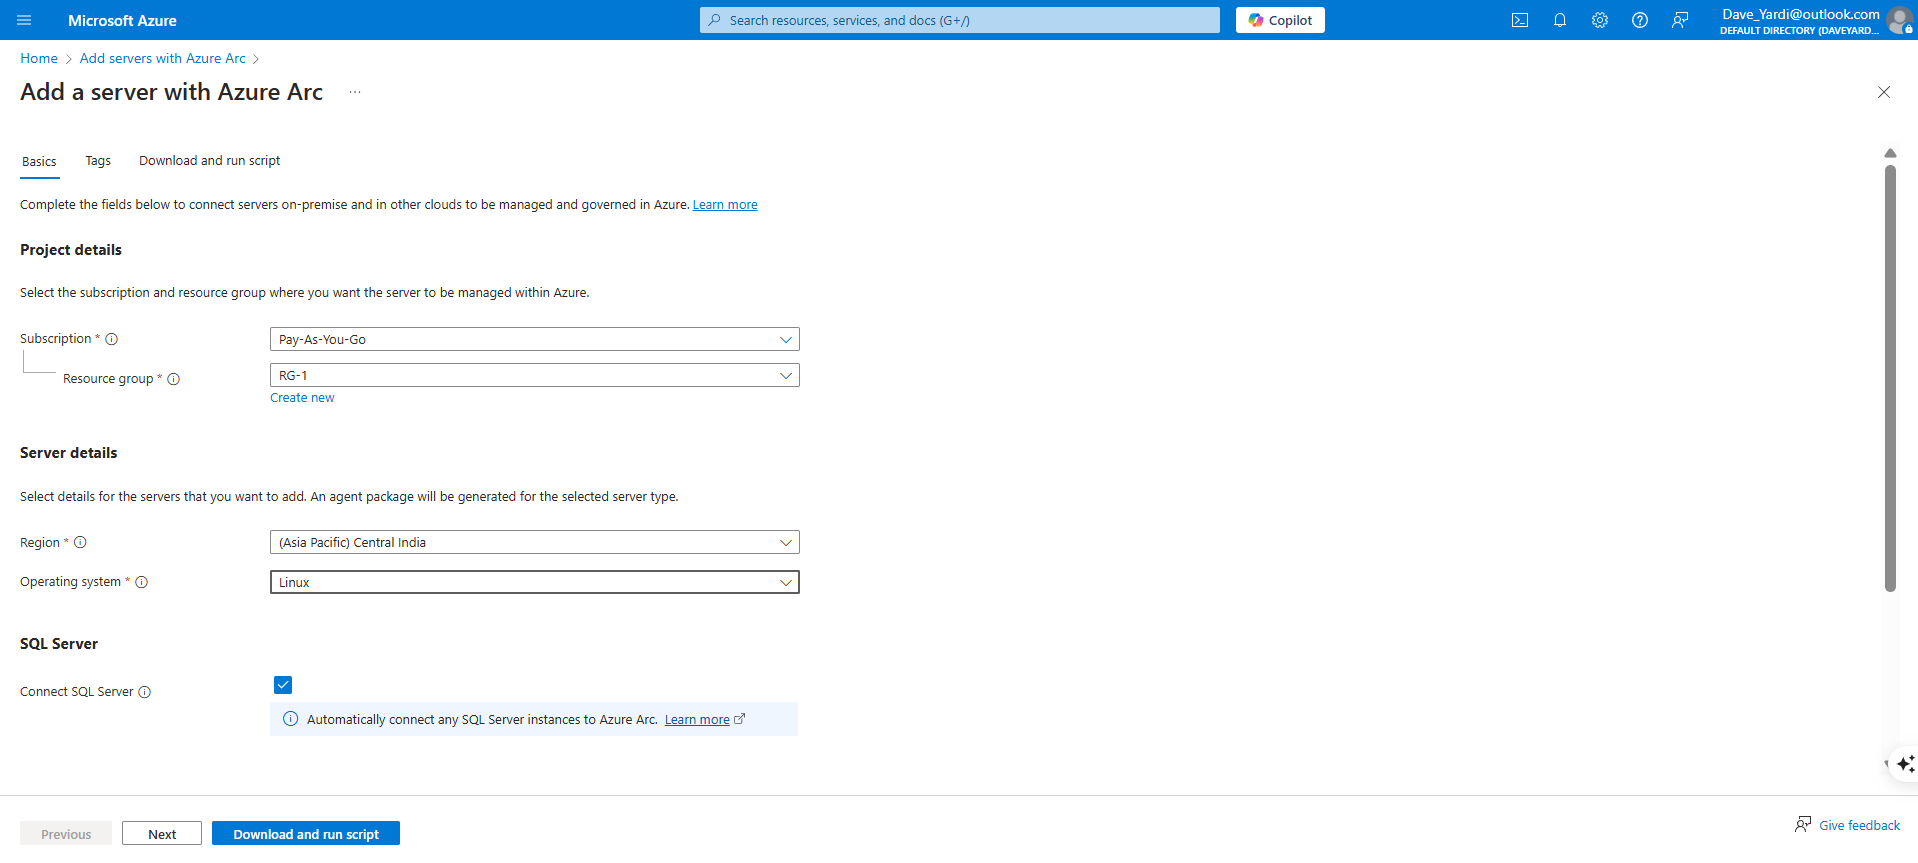 Microsoft Azure
Search resources, services, and docs (G+/)
Copilot
Dave_Yardi@outlook.com
DEFAULT DIRECTORY (DAVEYARD...
Home > Add servers with Azure Arc >
Add a server with Azure Arc ...
Basics Tags Download and run script
Complete the fields below to connect servers on-premise and in other clouds to be managed and governed in Azure. Learn more
Project details
Select the subscription and resource group where you want the server to be managed within Azure.
Subscription * Pay-As-You-Go
Resource group * RG-1
Create new
Server details
Select details for the servers that you want to add. An agent package will be generated for the selected server type.
Region * (Asia Pacific) Central India
Operating system * Linux
SQL Server
Connect SQL Server
Automatically connect any SQL Server instances to Azure Arc. Learn more
Previous Next Download and run script
Give feedback